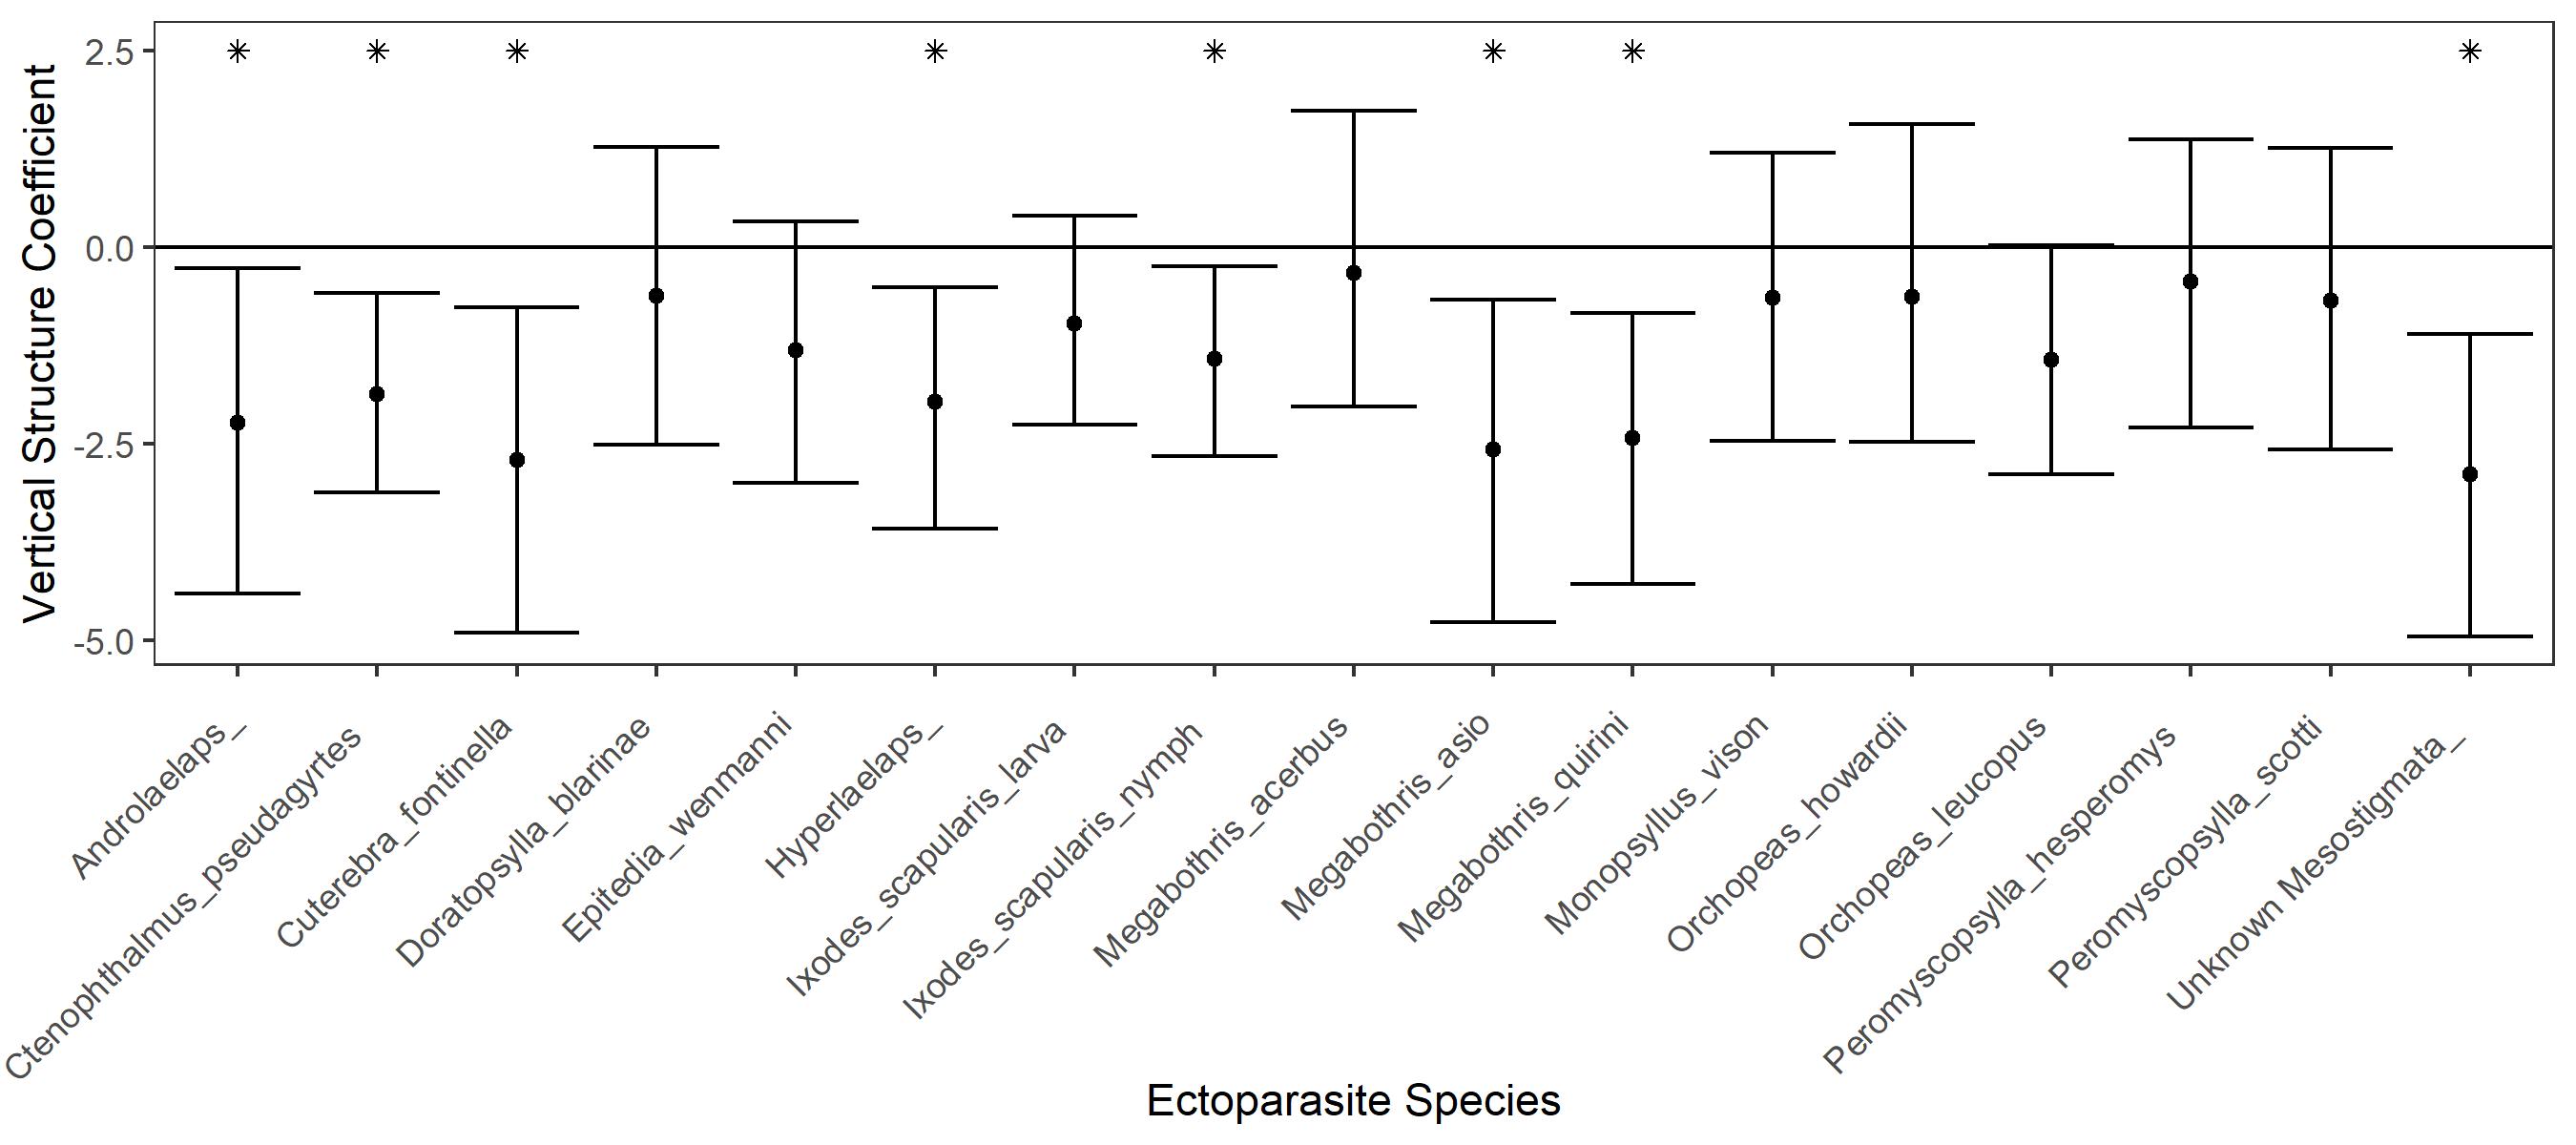 Vertical Structure Coefficient
2.5
0.0
-2.5
-5.0
Androlaelaps_
Ctenophthalmus_pseudagyrtes
Cuterebra_fontinella
Doratopsylla_blarinae
Epitedia_wenmanni
Hyperlaelaps_
Ixodes_scapularis_larva
Ixodes_scapularis_nymph
Megabothris_acerbus
Megabothris_asio
Megabothris_quirini
Monopsyllus_vison
Orchopeas_howardii
Orchopeas_leucopus
Peromyscopsylla_hesperomys
Peromyscopsylla_scotti
Unknown Mesostigmata_
Ectoparasite Species